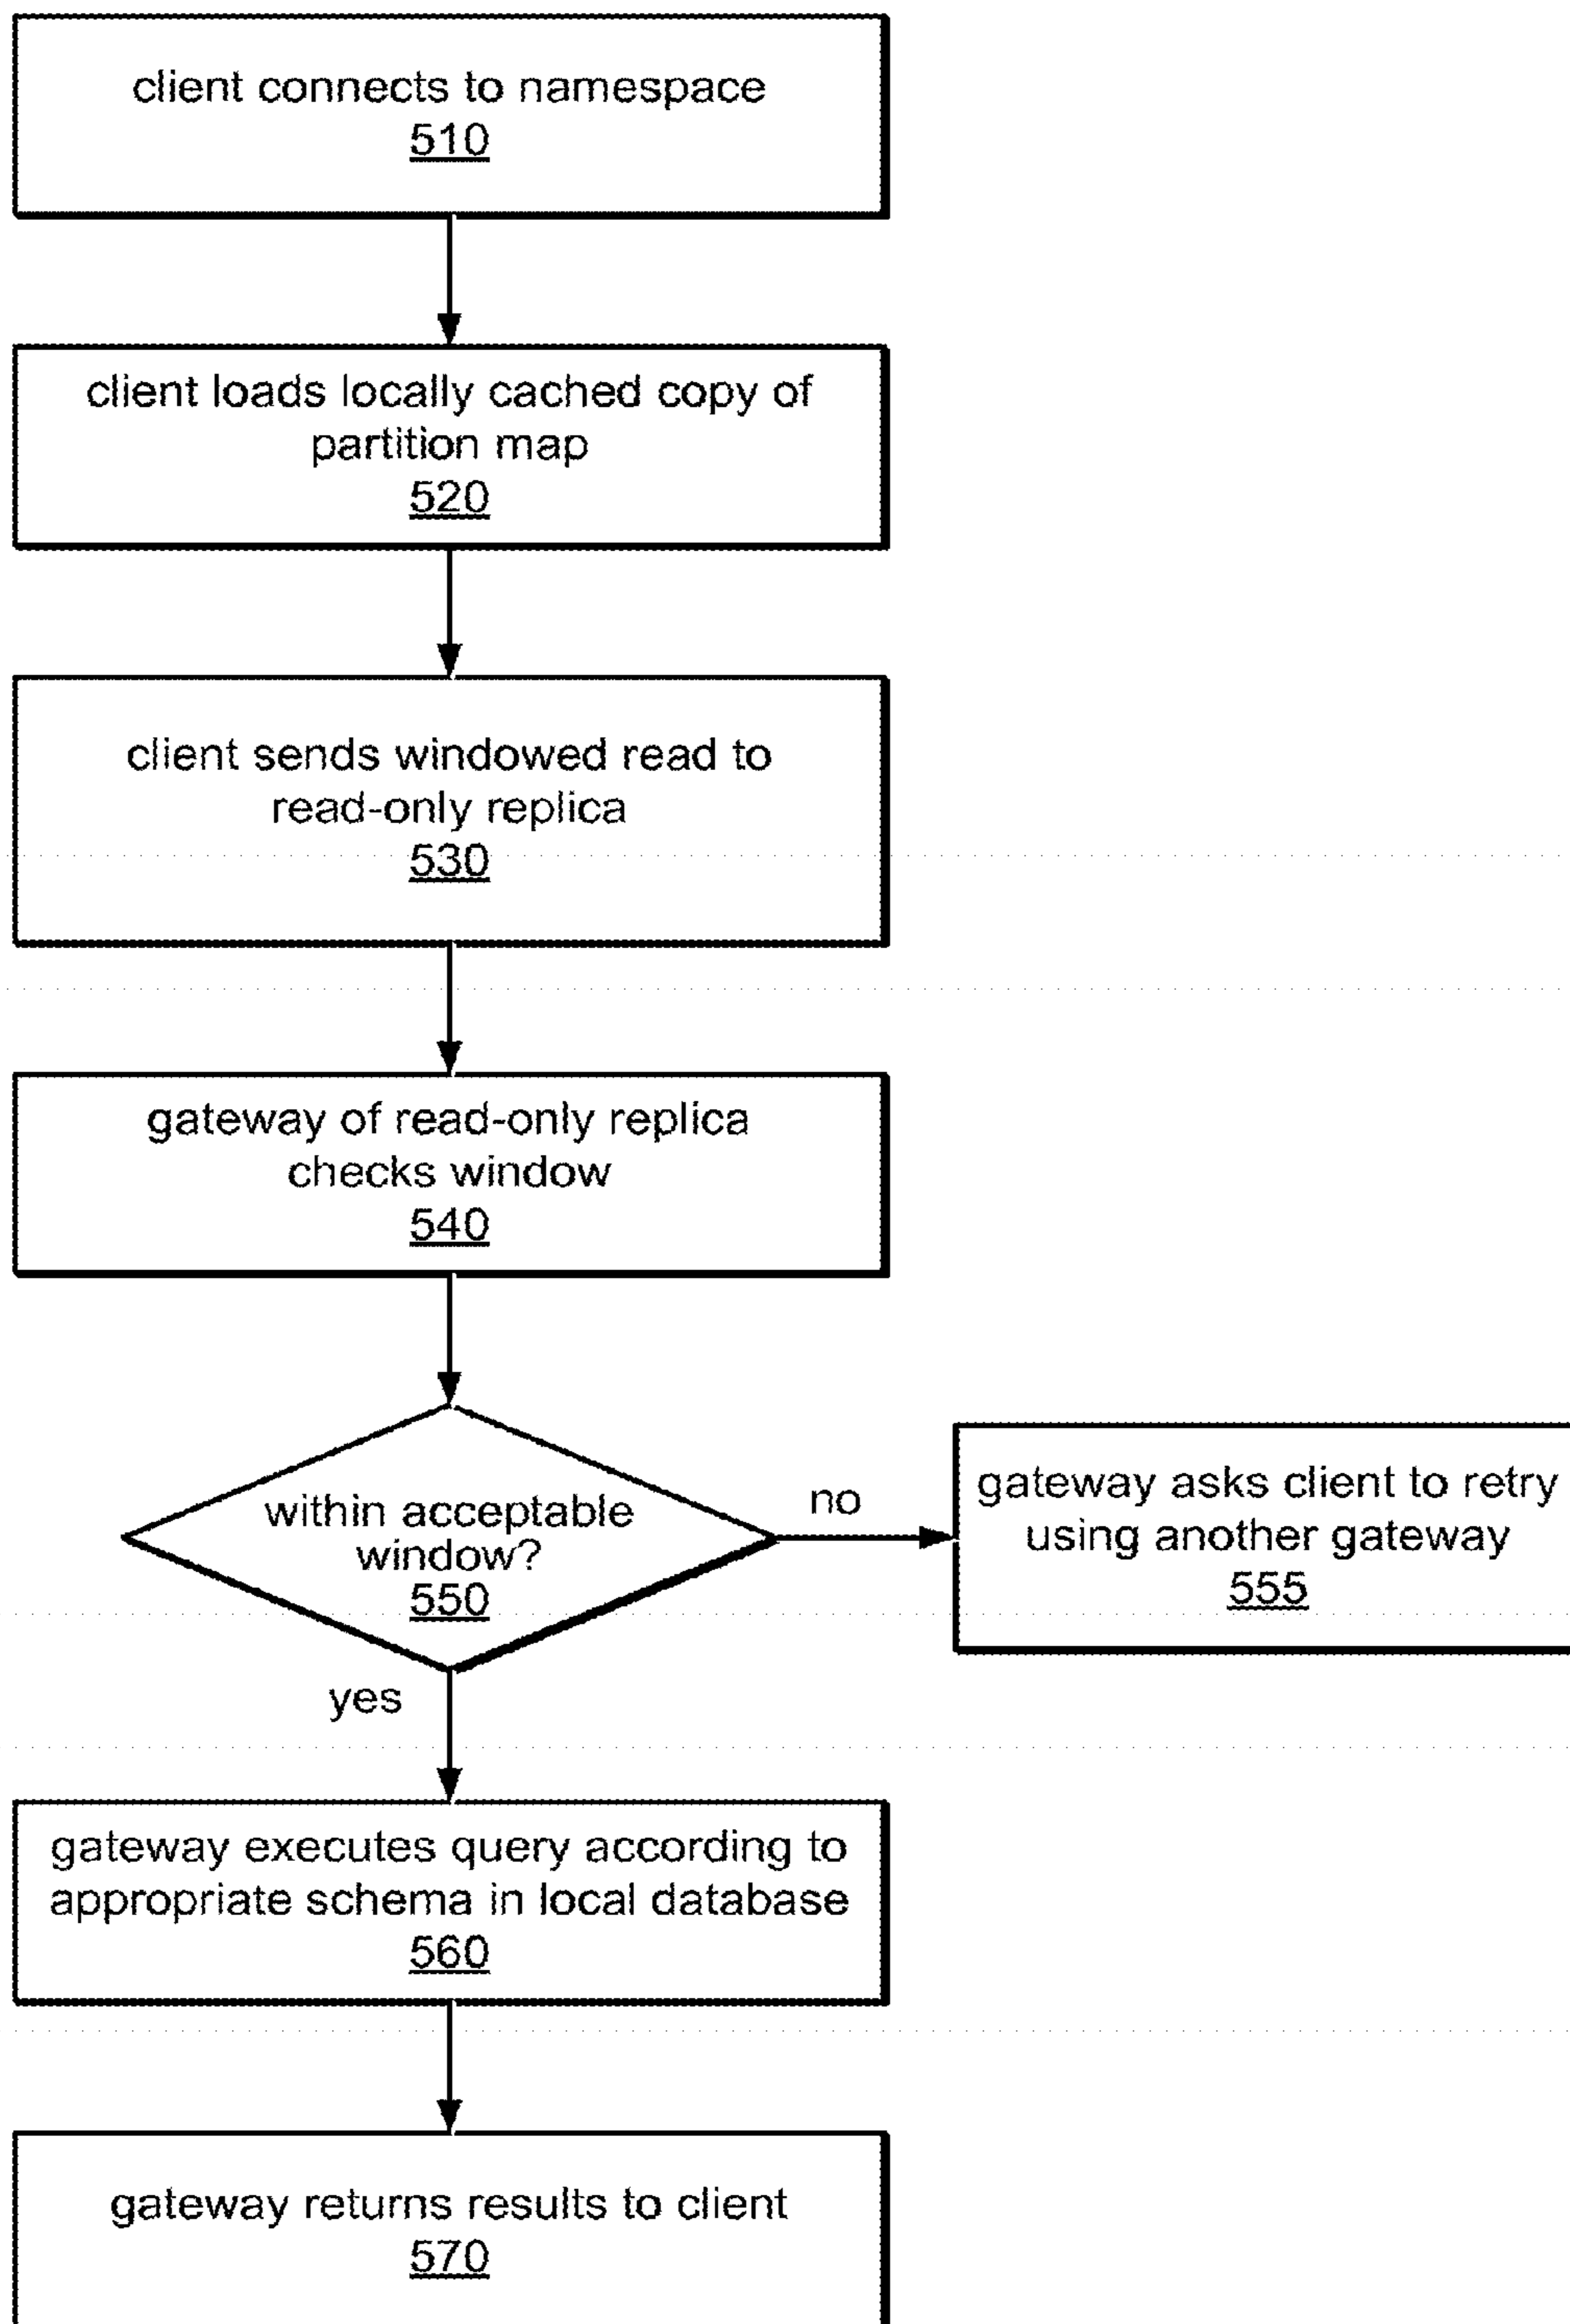 client connects to namespace
510
client loads locally cached copy of
partition map
520
client sends windowed read to
read-only replica
530
gateway of read-only replica
checks window
540
within acceptable
window?
550
no
gateway asks client to retry
using another gateway
555
yes
gateway executes query according to
appropriate schema in local database
560
gateway returns results to client
570